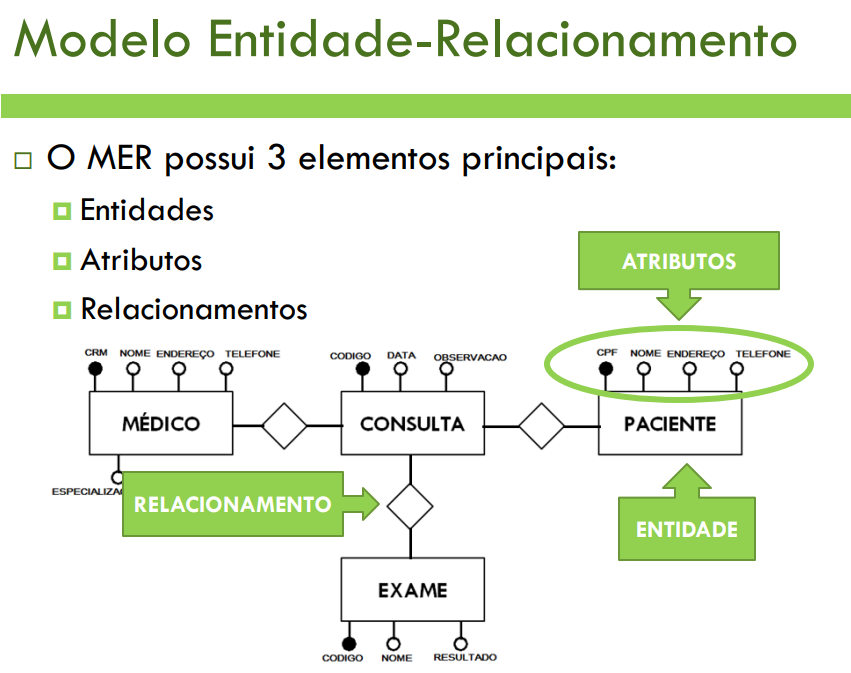 Modelo Entidade-Relacionamento
O MER possui 3 elementos principais:
Entidades
Atributos
Relacionamentos
ATRIBUTOS
CRM NOME ENDEREÇO TELEFONE
CODIGO DATA OBSERVACAO
CPF NOME ENDEREÇO TELEFONE
MÉDICO
CONSULTA
PACIENTE
ESPECIALIZA
RELACIONAMENTO
ENTIDADE
EXAME
CODIGO NOME RESULTADO